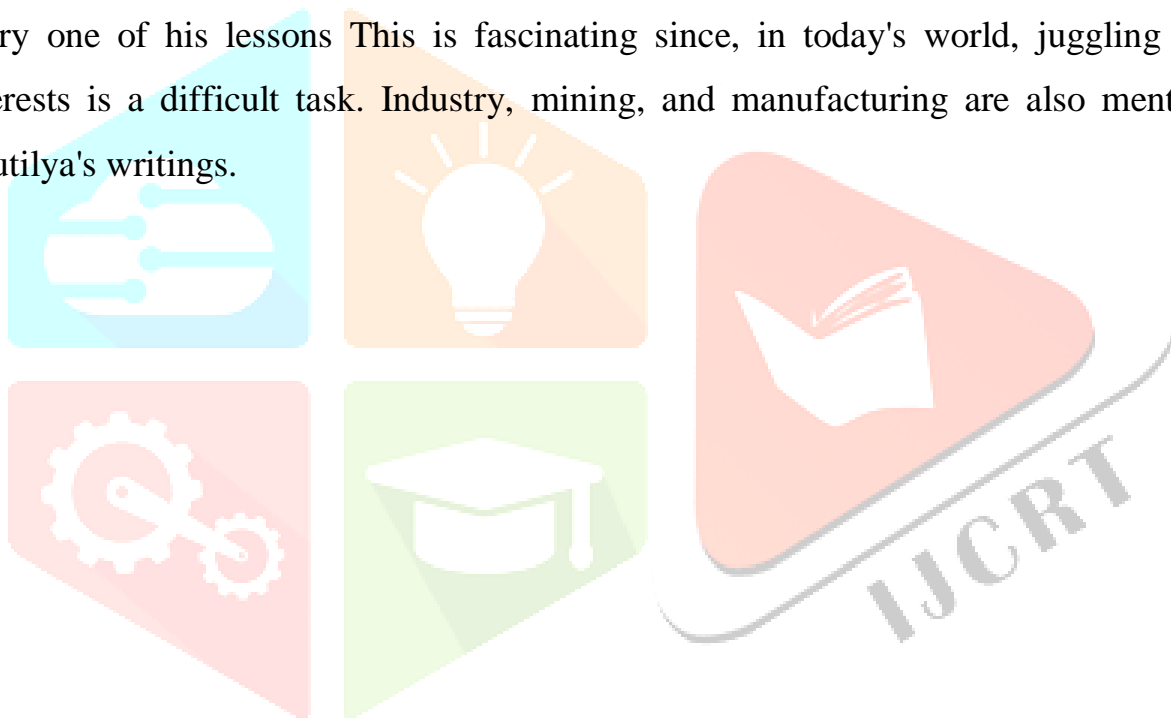 ry one of his lessons This is fascinating since, in today's world, juggling
erests is a difficult task. Industry, mining, and manufacturing are also ment
utilya's writings.
IJCRT